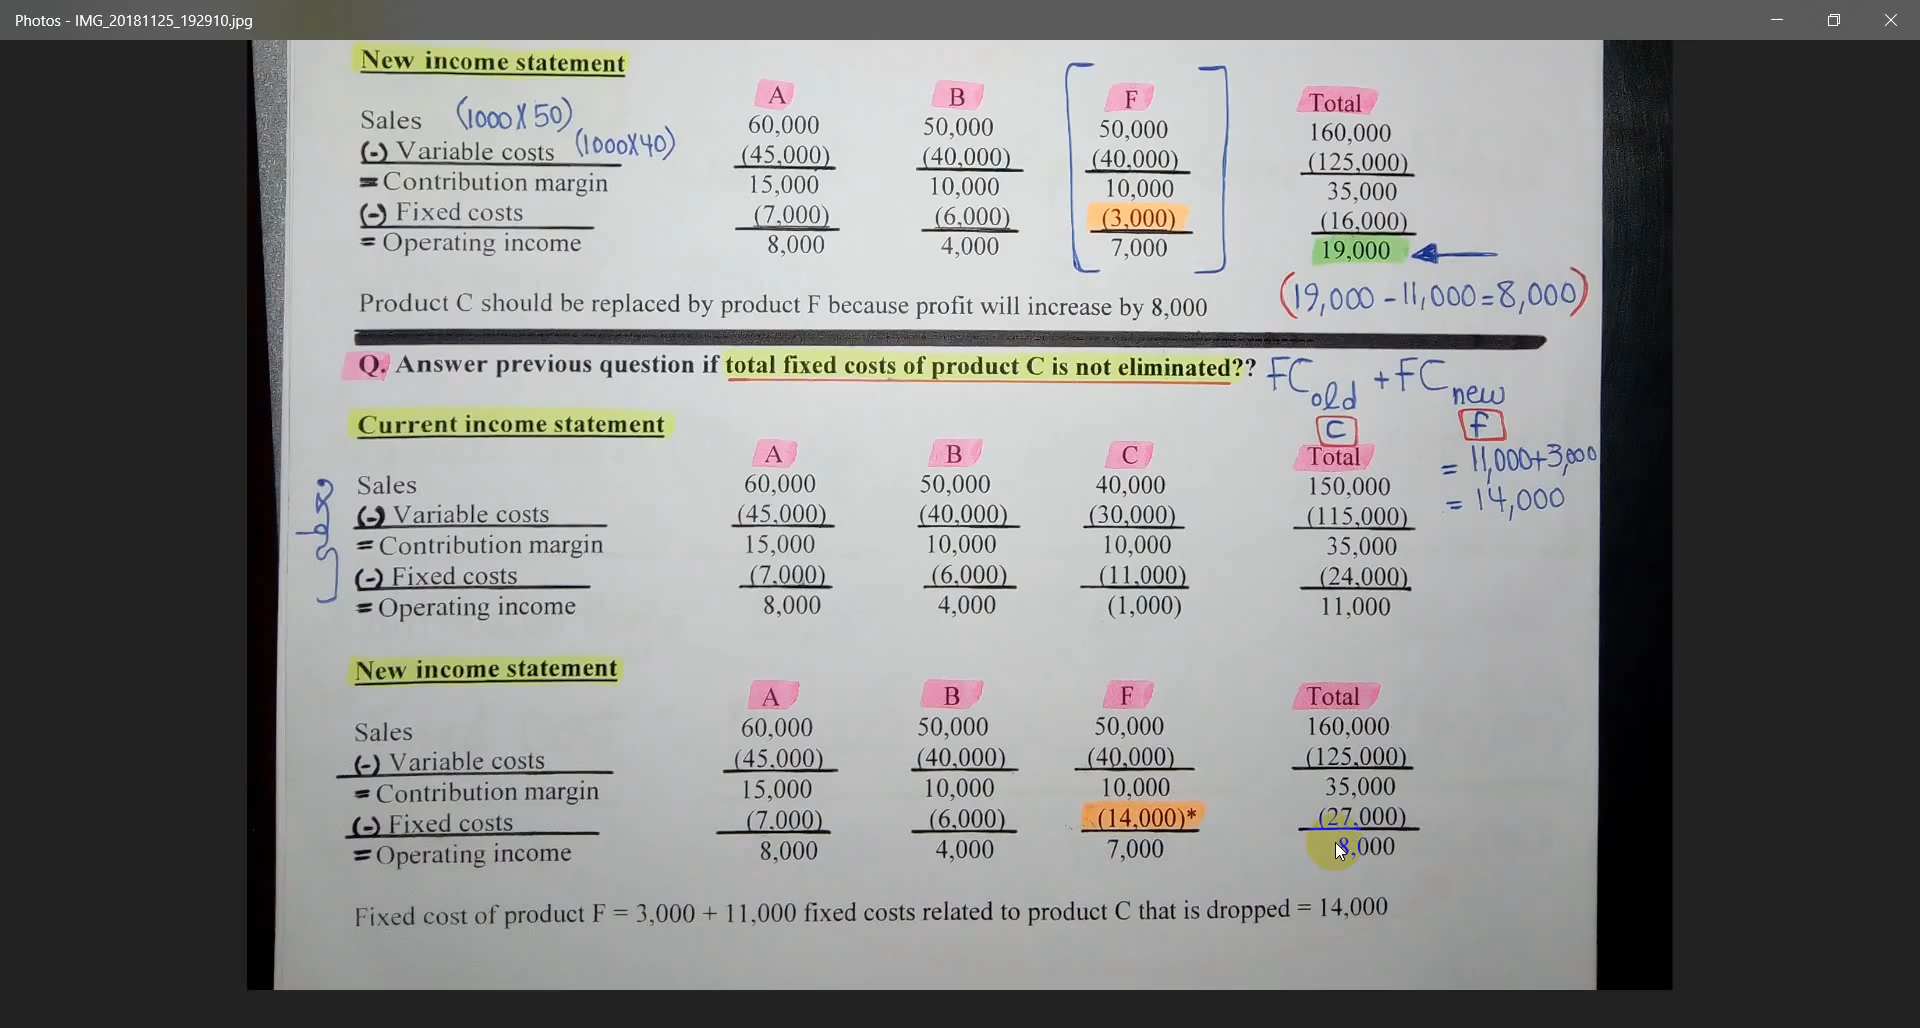 Photos - IMG_20181125_192910.jpg
New income statement
A B F Total
Sales (1000X50) 60,000 50,000 50,000 160,000
(-) Variable costs (1000X40) (45,000) (40,000) (40,000) (125,000)
= Contribution margin 15,000 10,000 10,000 35,000
(-) Fixed costs (7,000) (6,000) (3,000) (16,000)
= Operating income 8,000 4,000 7,000 19,000
(19,000 - 11,000 = 8,000)
Product C should be replaced by product F because profit will increase by 8,000
Q. Answer previous question if total fixed costs of product C is not eliminated??
FC old + FC new
C f
= 11,000+3,000
= 14,000
Current income statement
A B C Total
Sales 60,000 50,000 40,000 150,000
(-) Variable costs (45,000) (40,000) (30,000) (115,000)
= Contribution margin 15,000 10,000 10,000 35,000
(-) Fixed costs (7,000) (6,000) (11,000) (24,000)
= Operating income 8,000 4,000 (1,000) 11,000
New income statement
A B F Total
Sales 60,000 50,000 50,000 160,000
(-) Variable costs (45,000) (40,000) (40,000) (125,000)
= Contribution margin 15,000 10,000 10,000 35,000
(-) Fixed costs (7,000) (6,000) (14,000)* (27,000)
= Operating income 8,000 4,000 7,000 8,000
Fixed cost of product F = 3,000 + 11,000 fixed costs related to product C that is dropped = 14,000